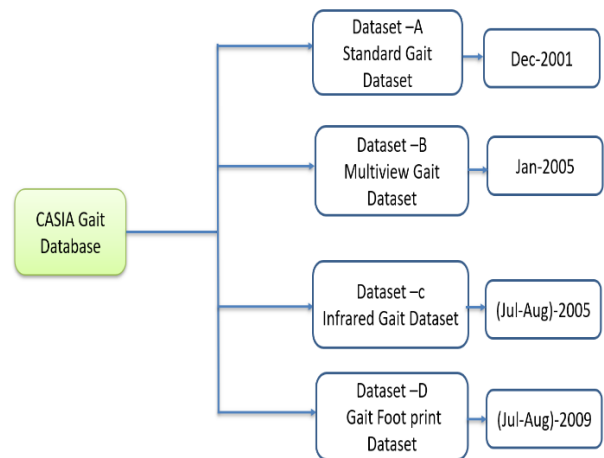 Dataset –A
Standard Gait
Dataset
Dec-2001
Dataset –B
Multiview Gait
Dataset
Jan-2005
CASIA Gait
Database
Dataset –c
Infrared Gait Dataset
(Jul-Aug)-2005
Dataset –D
Gait Foot print
Dataset
(Jul-Aug)-2009